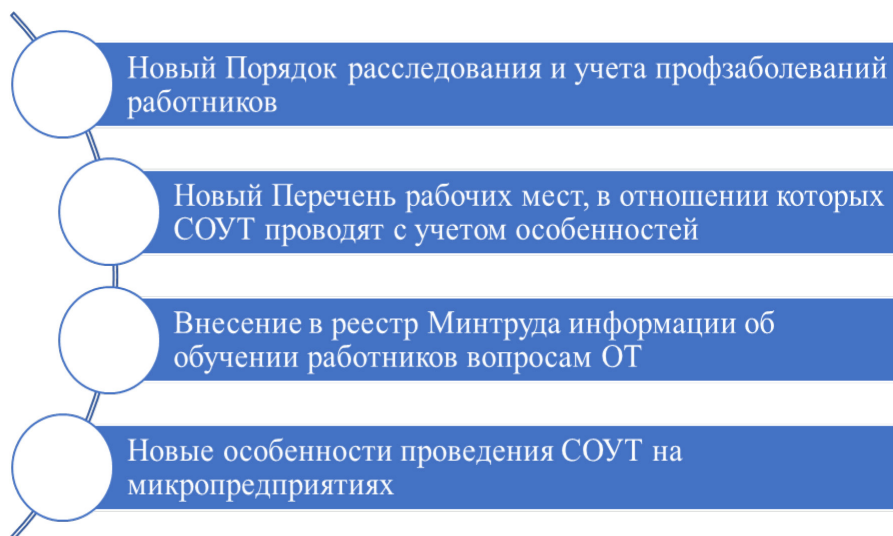 Новый Порядок расследования и учета профзаболеваний
работников
Новый Перечень рабочих мест, в отношении которых
СОУТ проводят с учетом особенностей
Внесение в реестр Минтруда информации об
обучении работников вопросам ОТ
Новые особенности проведения СОУТ на
микропредприятиях